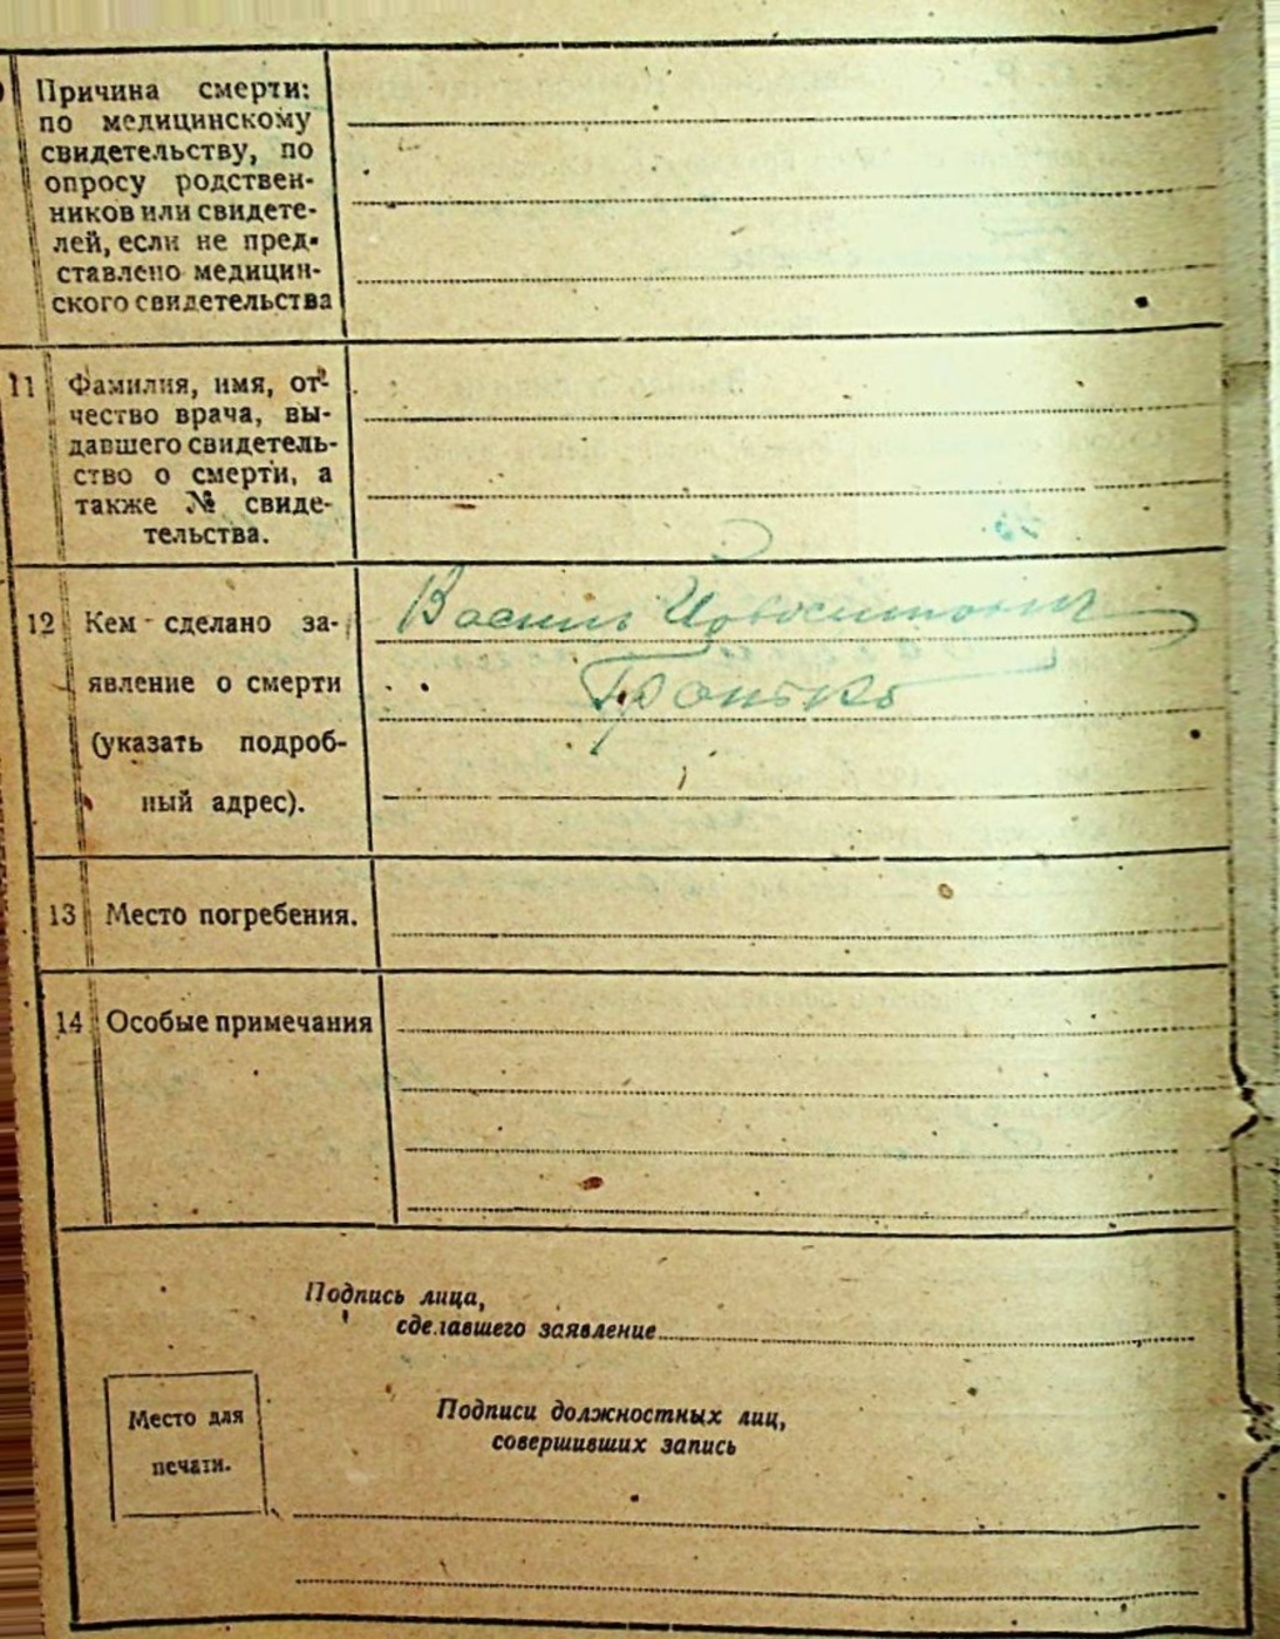 Причина смерти:
по медицинскому
свидетельству, по
опросу родствен-
ников или свидете-
лей, если не пред-
ставлено медицин-
ского свидетельства
11 Фамилия, имя, от-
чество врача, вы-
давшего свидетель-
ство о смерти, а
также № свиде-
тельства.
12 Кем сделано за-
явление о смерти
(указать подроб-
ный адрес).
13 Место погребения.
14 Особые примечания
Подпись лица,
сделавшего заявление
Место для
печати.
Подписи должностных лиц,
совершивших запись